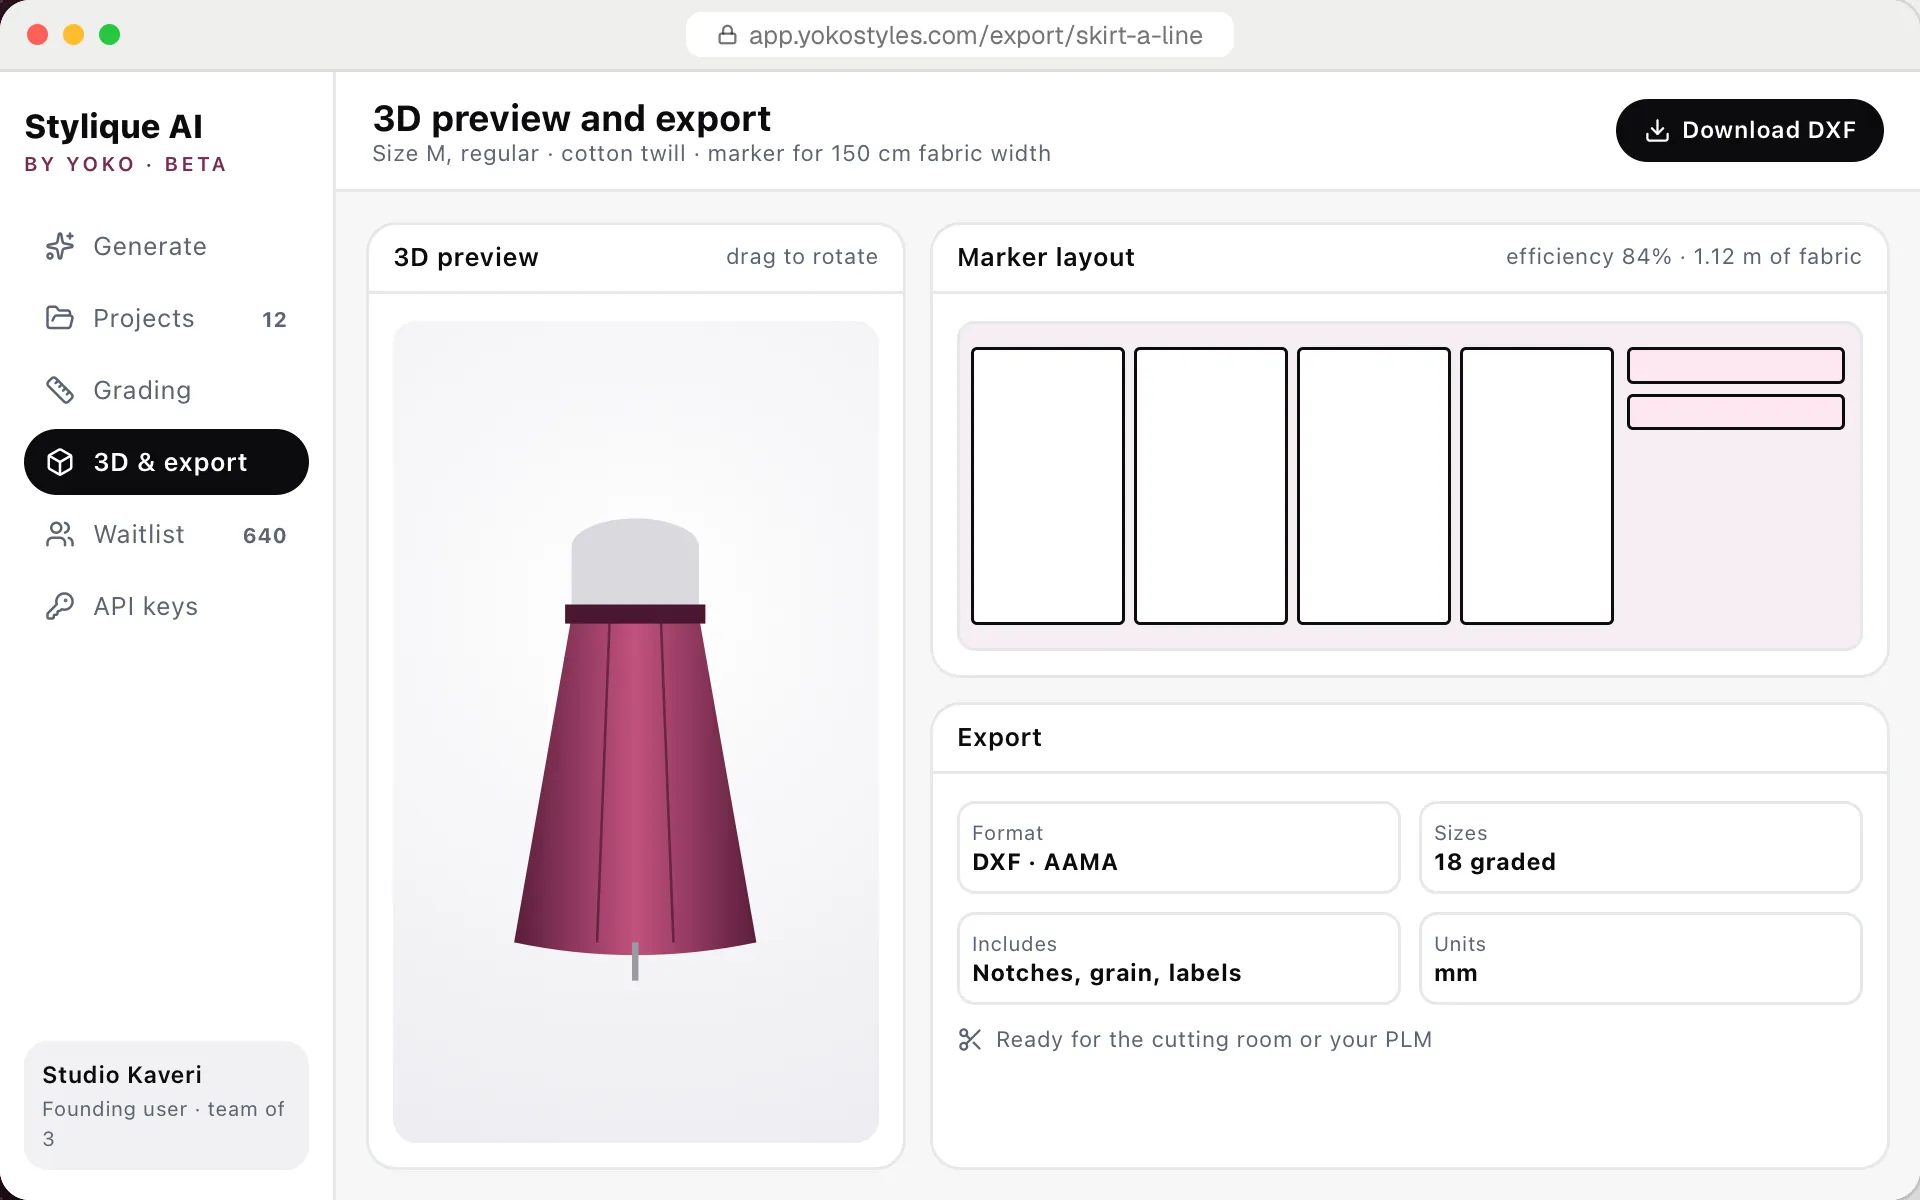 app.yokostyles.com/export/skirt-a-line
Stylique AI
BY YOKO · BETA
Generate
Projects 12
Grading
3D & export
Waitlist 640
API keys
Studio Kaveri
Founding user · team of
3
3D preview and export
Size M, regular · cotton twill · marker for 150 cm fabric width
Download DXF
3D preview drag to rotate
Marker layout efficiency 84% · 1.12 m of fabric
Export
Format
DXF · AAMA
Sizes
18 graded
Includes
Notches, grain, labels
Units
mm
Ready for the cutting room or your PLM